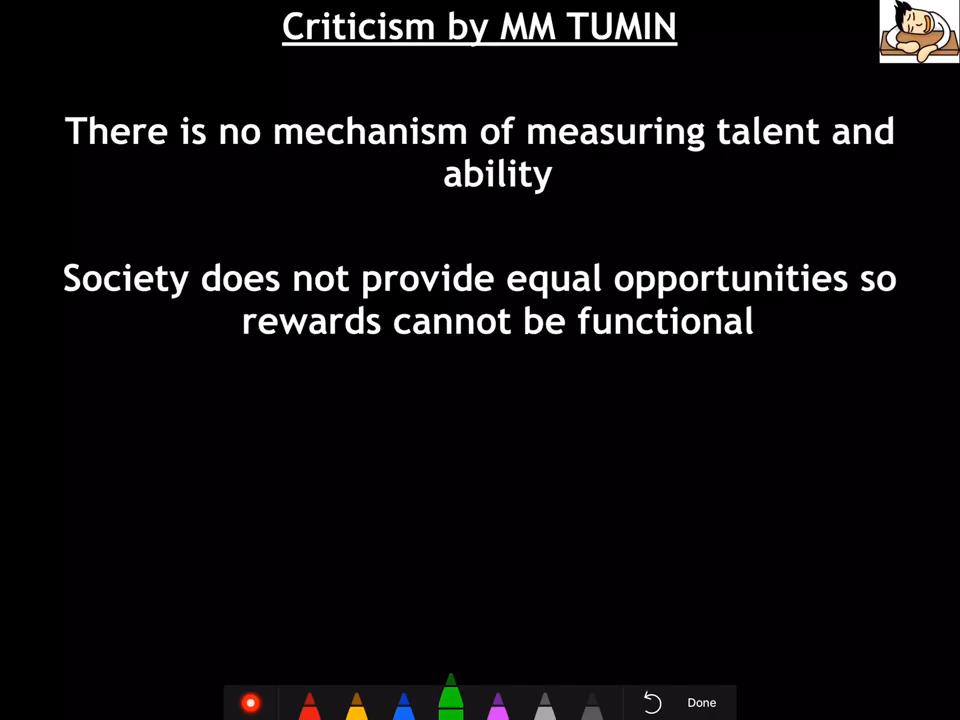 Criticism by MM TUMIN
There is no mechanism of measuring talent and
ability
Society does not provide equal opportunities so
rewards cannot be functional
Done